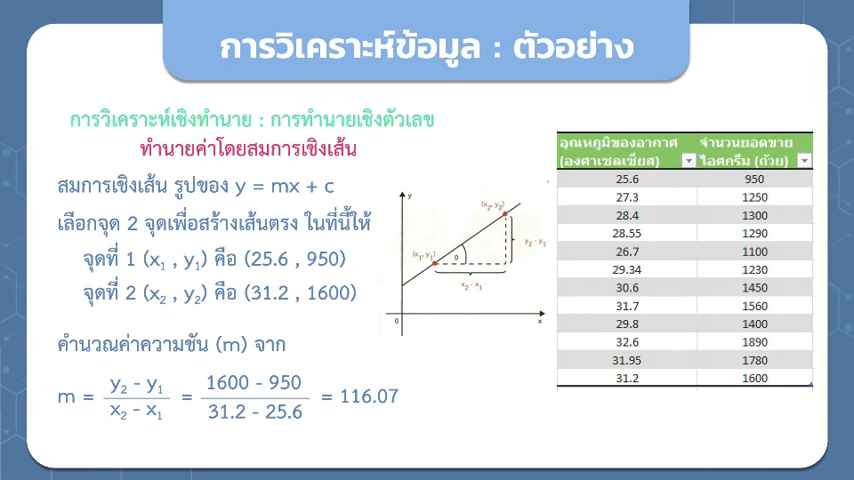 การวิเคราะห์ข้อมูล : ตัวอย่าง
การวิเคราะห์เชิงทำนาย : การทำนายเชิงตัวเลข
ทำนายค่าโดยสมการเชิงเส้น
สมการเชิงเส้น รูปของ y = mx + c
เลือกจุด 2 จุดเพื่อสร้างเส้นตรง ในที่นี้ให้
จุดที่ 1 (x₁ , y₁) คือ (25.6 , 950)
จุดที่ 2 (x₂ , y₂) คือ (31.2 , 1600)
คำนวณค่าความชัน (m) จาก
m = (y₂ - y₁)/(x₂ - x₁) = (1600 - 950)/(31.2 - 25.6) = 116.07
y
(x₂, y₂)
(x₁, y₁)
θ
y₂ - y₁
x₂ - x₁
0
x
อุณหภูมิของอากาศ จำนวนยอดขาย
(องศาเซลเซียส) ไอศกรีม (ถ้วย)
25.6 950
27.3 1250
28.4 1300
28.55 1290
26.7 1100
29.34 1230
30.6 1450
31.7 1560
29.8 1400
32.6 1890
31.95 1780
31.2 1600